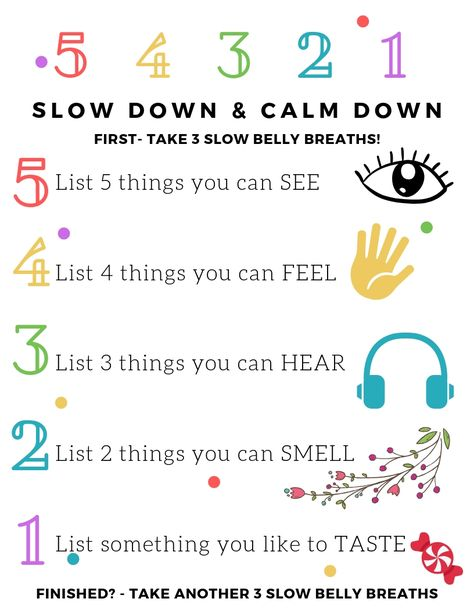 5 4 3 2 1
SLOW DOWN & CALM DOWN
FIRST- TAKE 3 SLOW BELLY BREATHS!
5 List 5 things you can SEE
4 List 4 things you can FEEL
3 List 3 things you can HEAR
2 List 2 things you can SMELL
1 List something you like to TASTE
FINISHED? - TAKE ANOTHER 3 SLOW BELLY BREATHS